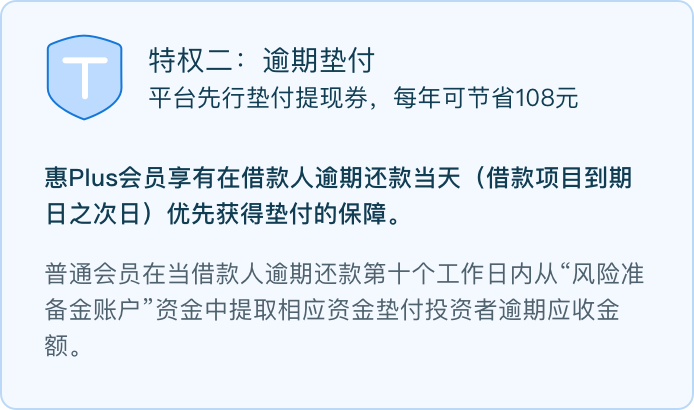 特权二：逾期垫付
平台先行垫付提现券，每年可节省108元
惠Plus会员享有在借款人逾期还款当天（借款项目到期
日之次日）优先获得垫付的保障。
普通会员在当借款人逾期还款第十个工作日内从“风险准
备金账户”资金中提取相应资金垫付投资者逾期应收金
额。